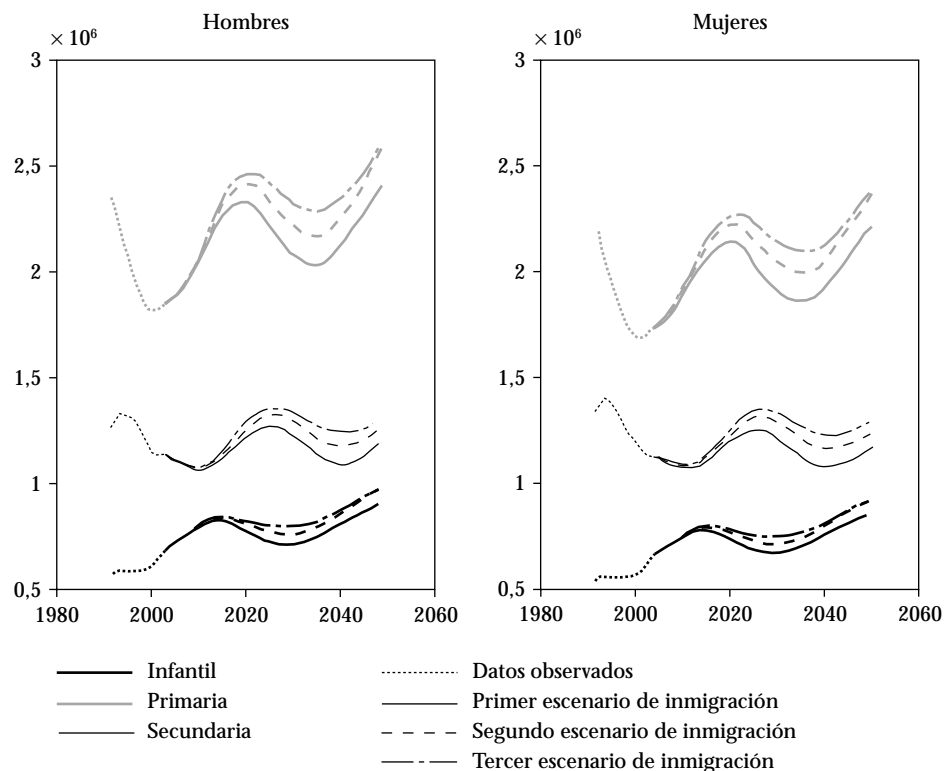 Hombres
× 10⁶
3
2,5
2
1,5
1
0,5
1980 2000 2020 2040 2060
Mujeres
× 10⁶
3
2,5
2
1,5
1
0,5
1980 2000 2020 2040 2060
Infantil
Primaria
Secundaria
Datos observados
Primer escenario de inmigración
Segundo escenario de inmigración
Tercer escenario de inmigración